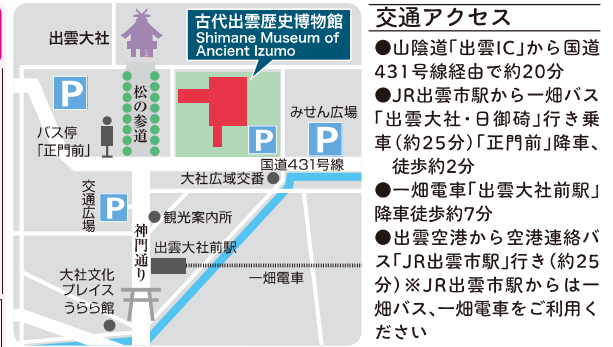 古代出雲歴史博物館
Shimane Museum of
Ancient Izumo
出雲大社
P
松の参道
P
みせん広場
P
バス停
「正門前」
国道431号線
大社広域交番
交通広場
P
観光案内所
神門通り
出雲大社前駅
一畑電車
大社文化
プレイス
うらら館
交通アクセス
●山陰道「出雲IC」から国道
431号線経由で約20分
●JR出雲市駅から一畑バス
「出雲大社・日御碕」行き乗
車(約25分)「正門前」降車、
徒歩約2分
●一畑電車「出雲大社前駅」
降車徒歩約7分
●出雲空港から空港連絡バ
ス「JR出雲市駅」行き(約25
分)※JR出雲市駅からは一
畑バス、一畑電車をご利用く
ださい